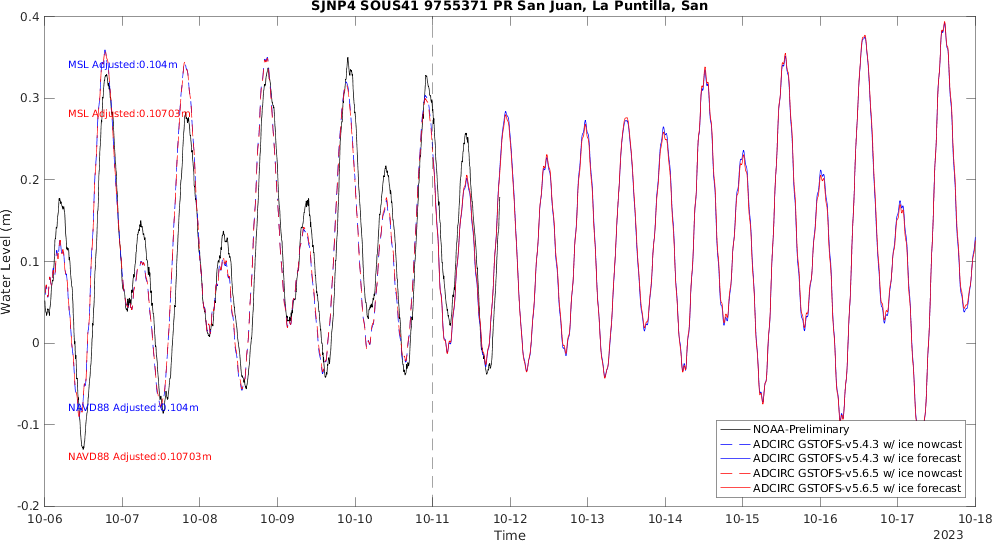 SJNP4 SOUS41 9755371 PR San Juan, La Puntilla, San
0.4
0.3
0.2
0.1
0
-0.1
-0.2
Water Level (m)
MSL Adjusted:0.104m
MSL Adjusted:0.10703m
NAVD88 Adjusted:0.104m
NAVD88 Adjusted:0.10703m
NOAA-Preliminary
ADCIRC GSTOFS-v5.4.3 w/ ice nowcast
ADCIRC GSTOFS-v5.4.3 w/ ice forecast
ADCIRC GSTOFS-v5.6.5 w/ ice nowcast
ADCIRC GSTOFS-v5.6.5 w/ ice forecast
10-06 10-07 10-08 10-09 10-10 10-11 10-12 10-13 10-14 10-15 10-16 10-17 10-18
Time
2023